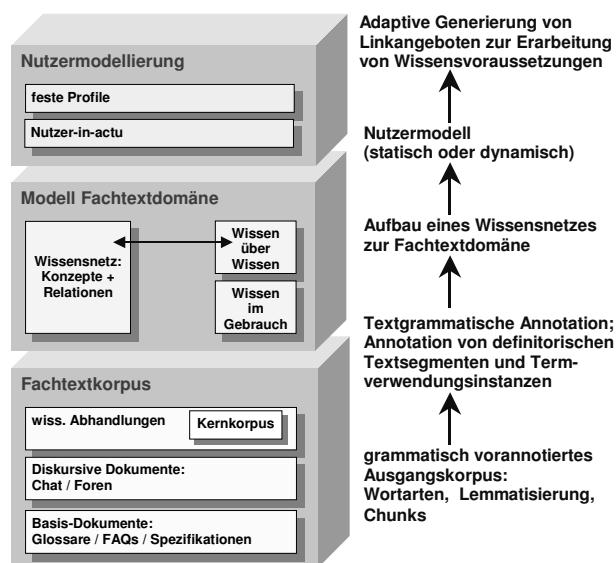 Nutzermodellierung
feste Profile
Nutzer-in-actu
Modell Fachtextdomäne
Wissensnetz:
Konzepte +
Relationen
Wissen
über
Wissen
Wissen
im
Gebrauch
Fachtextkorpus
wiss. Abhandlungen
Kernkorpus
Diskursive Dokumente:
Chat / Foren
Basis-Dokumente:
Glossare / FAQs / Spezifikationen
Adaptive Generierung von
Linkangeboten zur Erarbeitung
von Wissensvoraussetzungen
Nutzermodell
(statisch oder dynamisch)
Aufbau eines Wissensnetzes
zur Fachtextdomäne
Textgrammatische Annotation;
Annotation von definitorischen
Textsegmenten und Term-
verwendungsinstanzen
grammatisch vorannotiertes
Ausgangskorpus:
Wortarten, Lemmatisierung,
Chunks